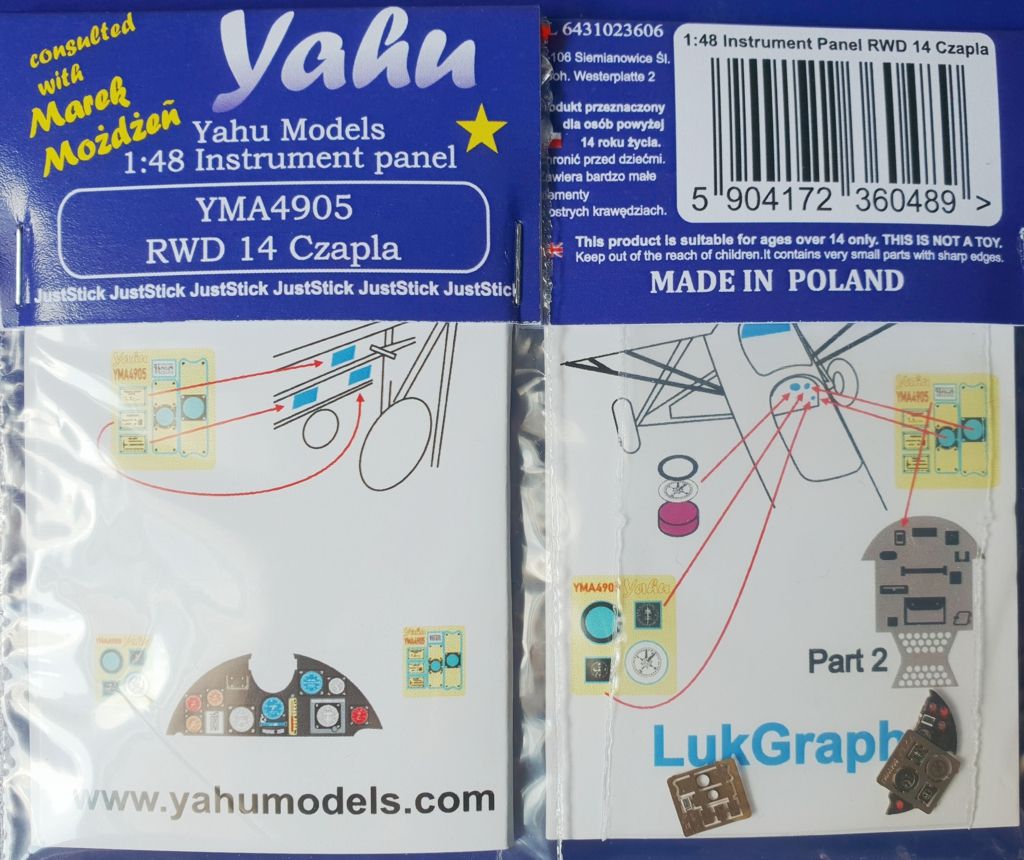 consulted
with
Marek
Możdżeń
Yahu
Yahu Models
1:48 Instrument panel
YMA4905
RWD 14 Czapla
JustStick JustStick JustStick JustStick JustStick JustStick
Yahu
YMA4905
YMA4905
www.yahumodels.com
6431023606
106 Siemianowice Śl.
Westerplatte 2
przeznaczony
dla osób powyżej
14 roku życia.
przed dziećmi.
bardzo małe
ostrych krawędziach.
1:48 Instrument Panel RWD 14 Czapla
5 904172 360489 >
This product is suitable for ages over 14 only. THIS IS NOT A TOY.
Keep out of the reach of children.It contains very small parts with sharp edges.
MADE IN POLAND
Yahu
YMA4905
YMA490
Yahu
Part 2
LukGraph